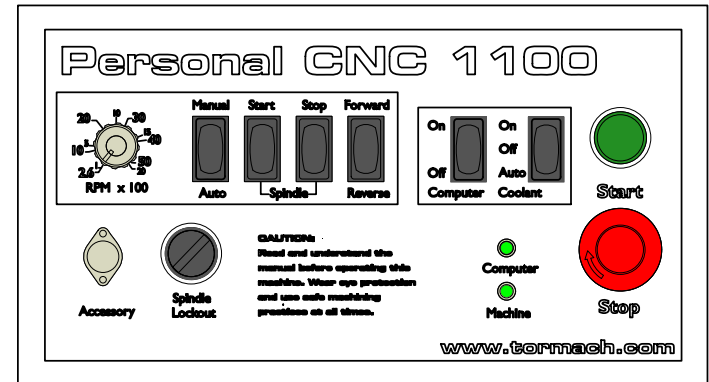 Personal CNC 1100
Manual Start Stop Forward
Auto Spindle Reverse
20 10 30
15
40
10 5
50
2.6 1 20
RPM x 100
On On
Off
Off Auto
Computer Coolant
Start
Accessory
Spindle
Lockout
CAUTION:
Read and understand the
manual before operating this
machine. Wear eye protection
and use safe machining
practices at all times.
Computer
Machine
Stop
www.tormach.com